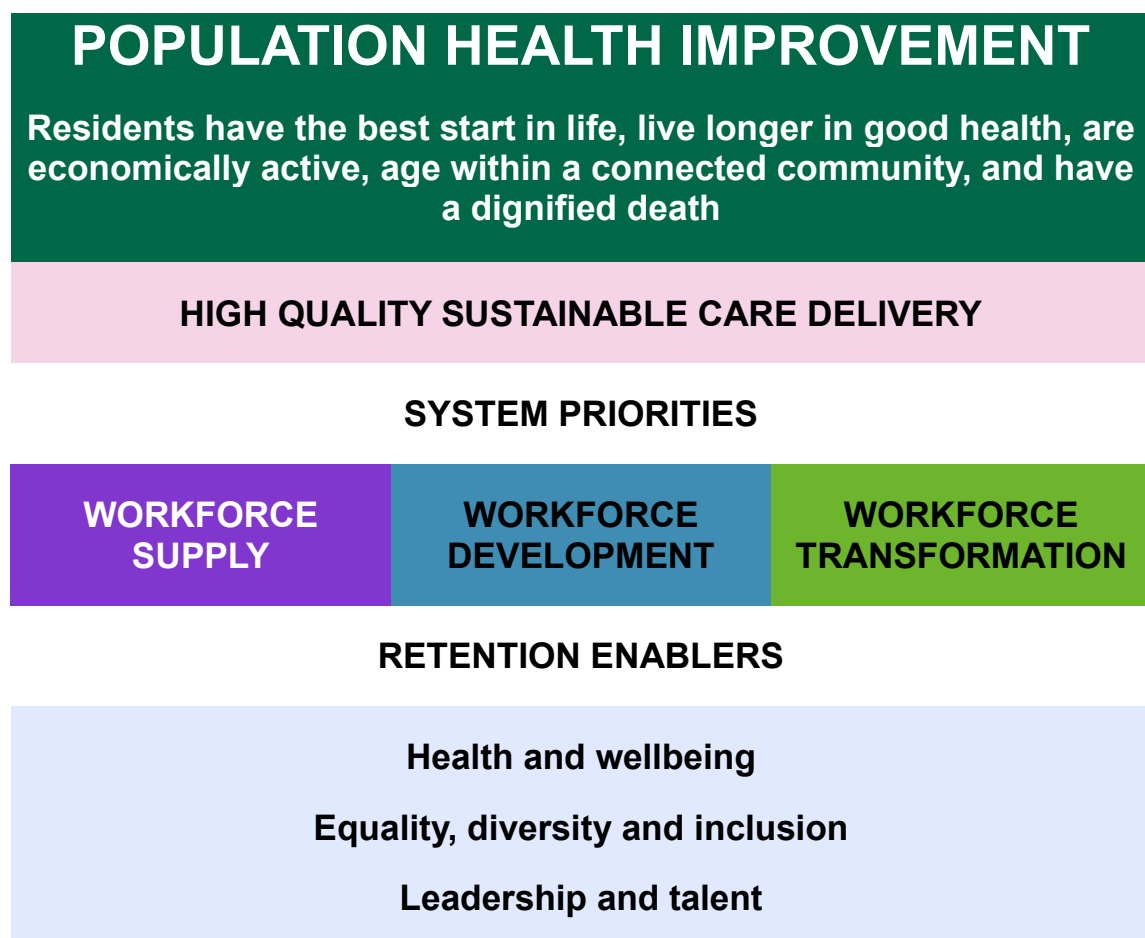 POPULATION HEALTH IMPROVEMENT
Residents have the best start in life, live longer in good health, are
economically active, age within a connected community, and have
a dignified death
HIGH QUALITY SUSTAINABLE CARE DELIVERY
SYSTEM PRIORITIES
WORKFORCE
SUPPLY
WORKFORCE
DEVELOPMENT
WORKFORCE
TRANSFORMATION
RETENTION ENABLERS
Health and wellbeing
Equality, diversity and inclusion
Leadership and talent